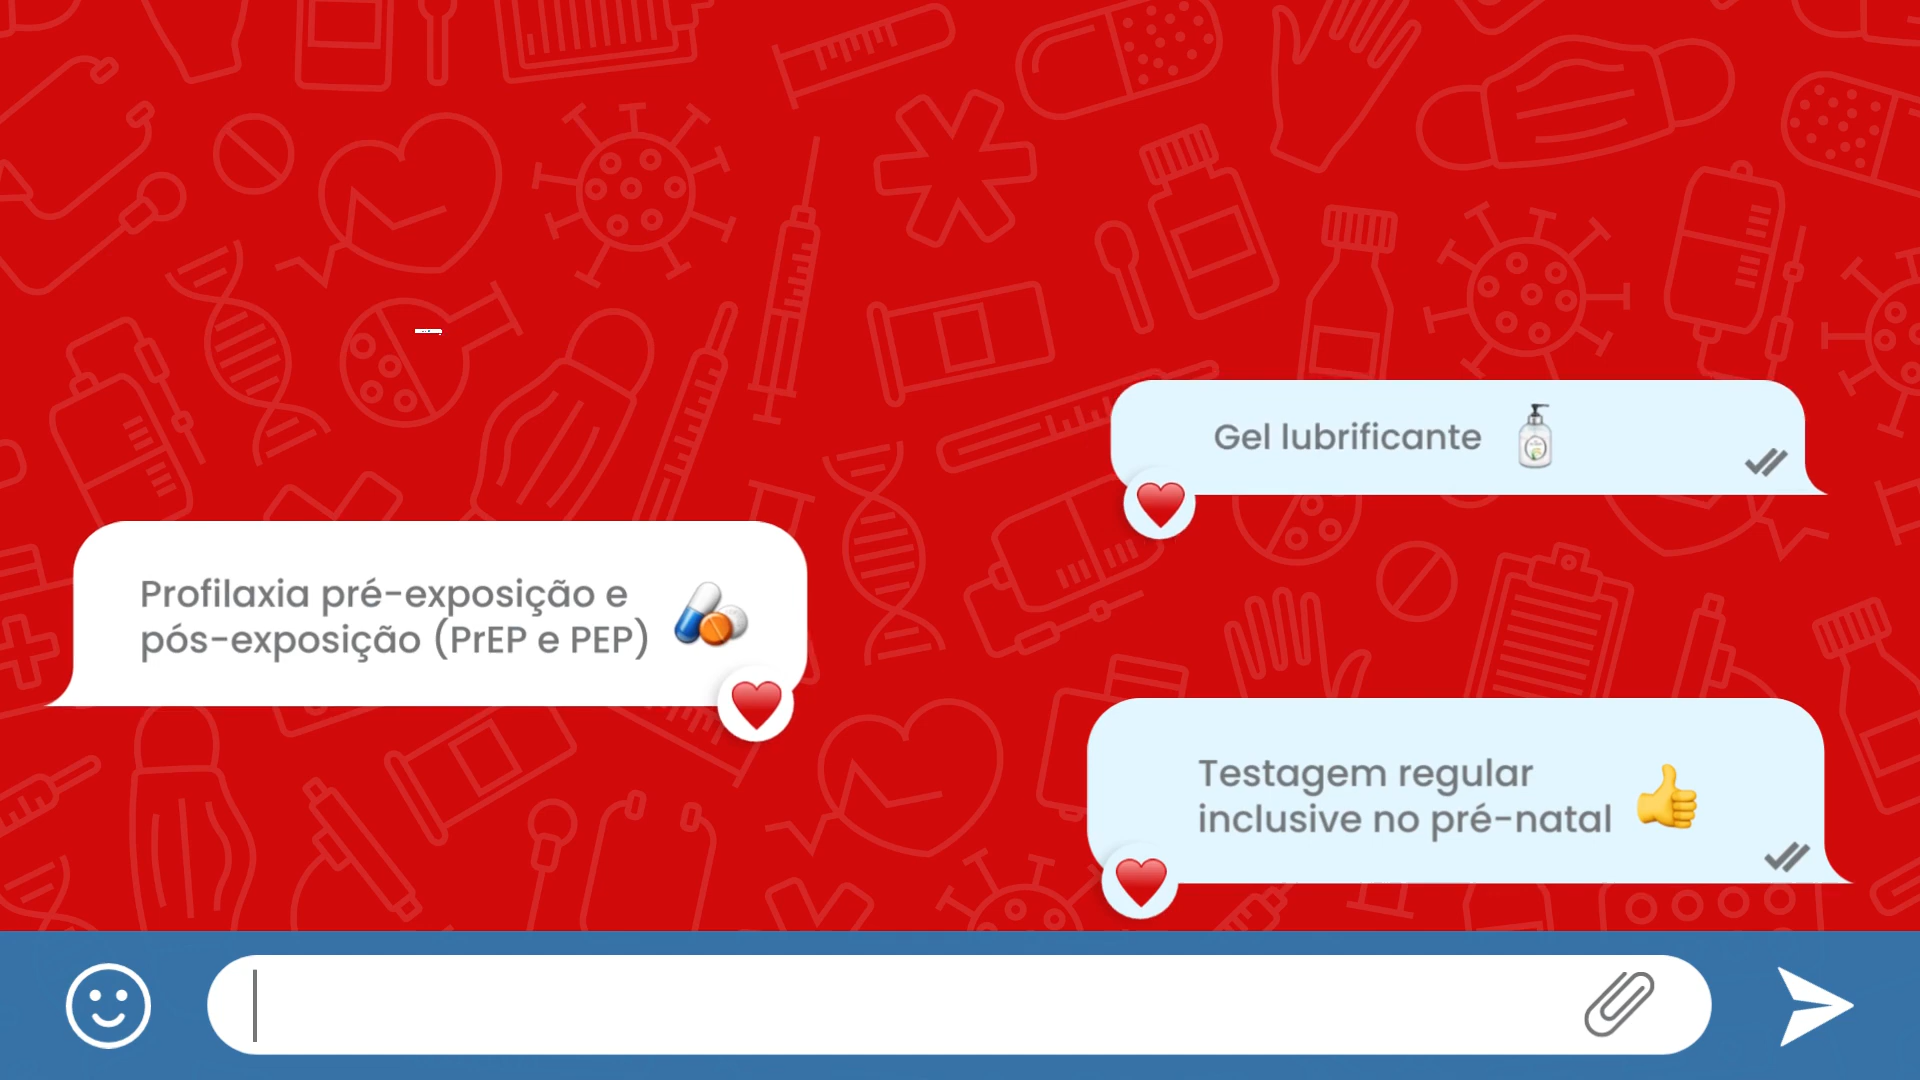 Gel lubrificante
Profilaxia pré-exposição e
pós-exposição (PrEP e PEP)
Testagem regular
inclusive no pré-natal